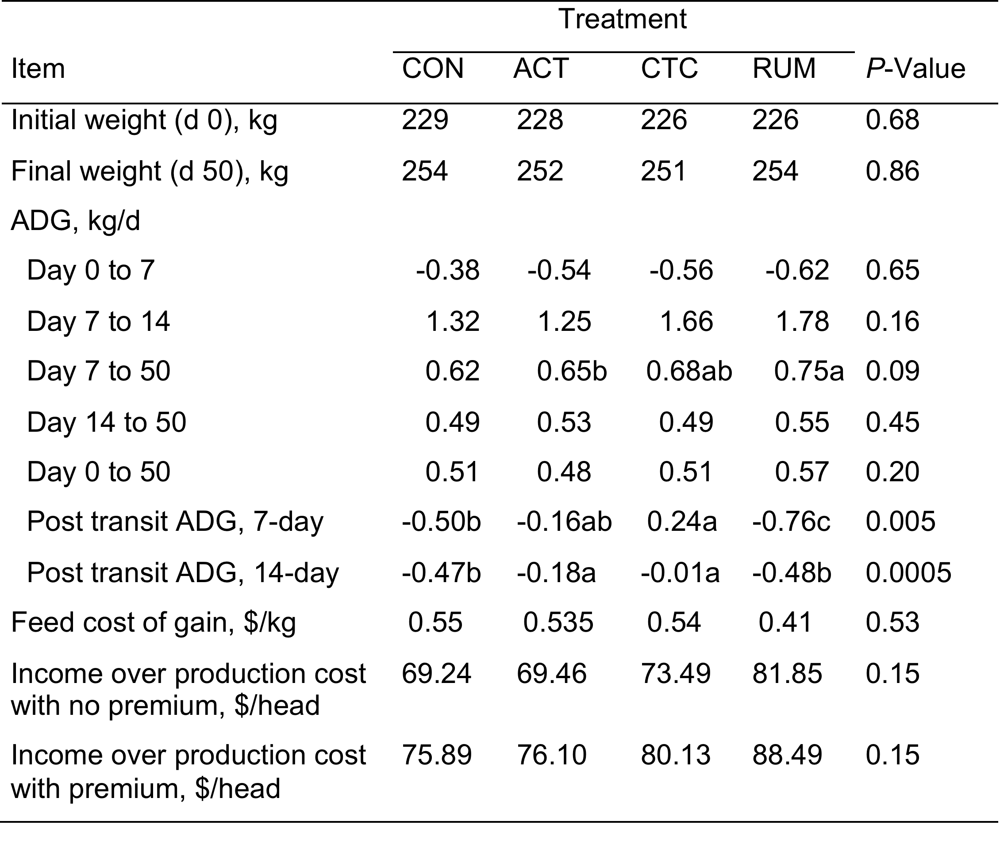 Treatment
Item CON ACT CTC RUM P-Value
Initial weight (d 0), kg 229 228 226 226 0.68
Final weight (d 50), kg 254 252 251 254 0.86
ADG, kg/d
Day 0 to 7 -0.38 -0.54 -0.56 -0.62 0.65
Day 7 to 14 1.32 1.25 1.66 1.78 0.16
Day 7 to 50 0.62 0.65b 0.68ab 0.75a 0.09
Day 14 to 50 0.49 0.53 0.49 0.55 0.45
Day 0 to 50 0.51 0.48 0.51 0.57 0.20
Post transit ADG, 7-day -0.50b -0.16ab 0.24a -0.76c 0.005
Post transit ADG, 14-day -0.47b -0.18a -0.01a -0.48b 0.0005
Feed cost of gain, $/kg 0.55 0.535 0.54 0.41 0.53
Income over production cost 69.24 69.46 73.49 81.85 0.15
with no premium, $/head
Income over production cost 75.89 76.10 80.13 88.49 0.15
with premium, $/head